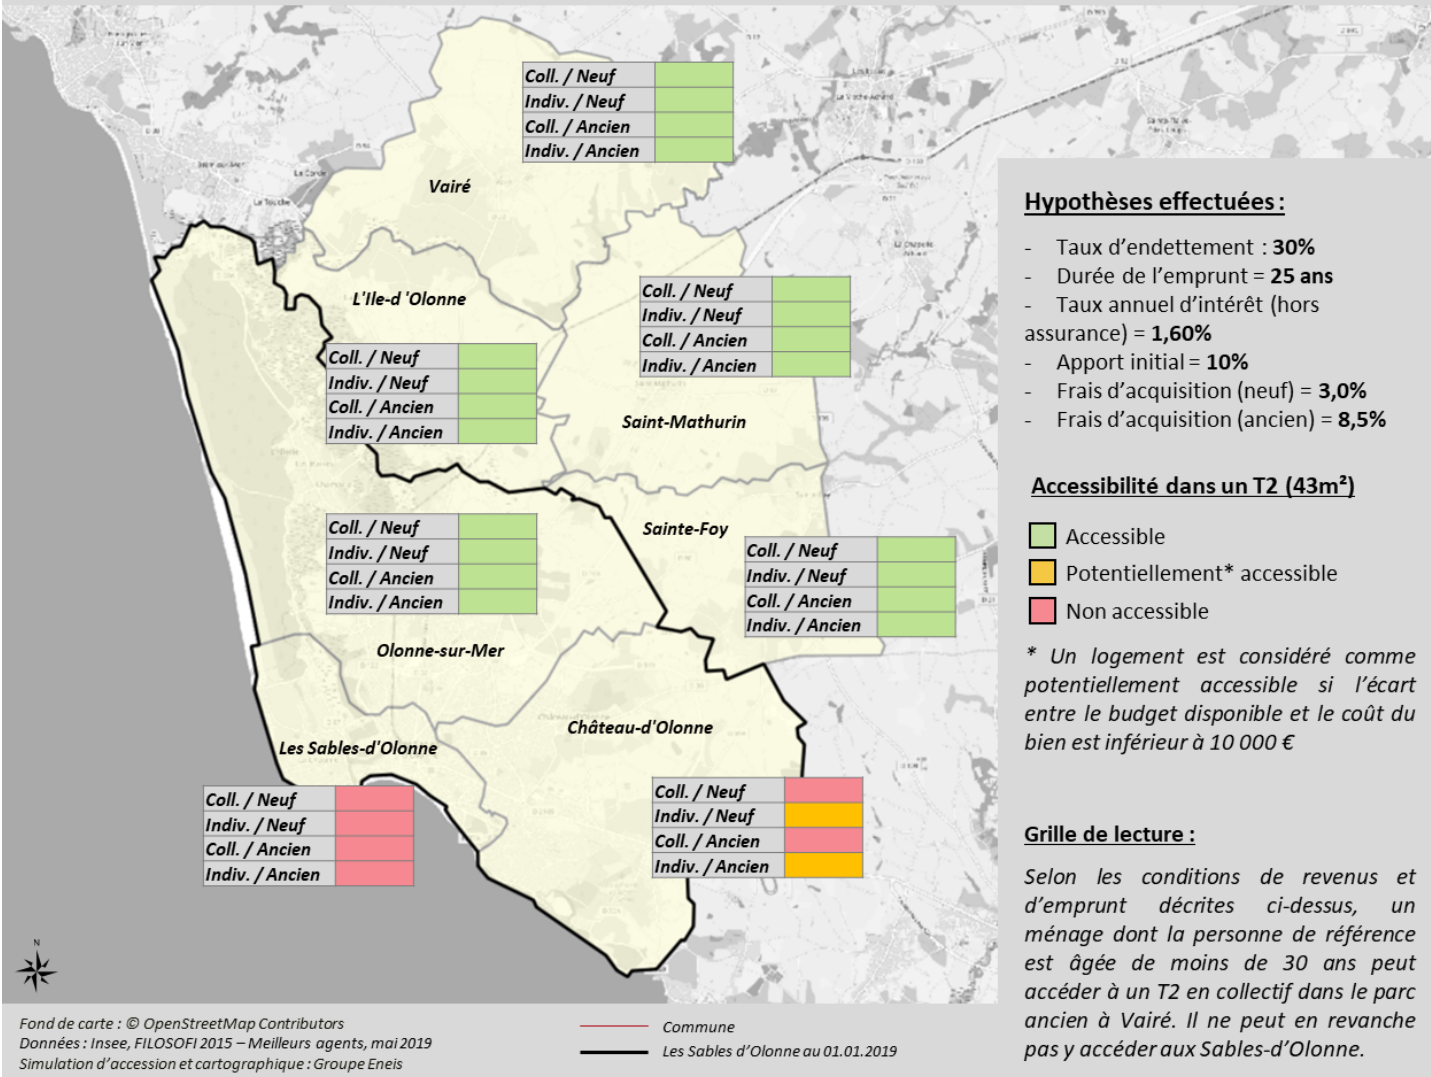 Coll. / Neuf
Indiv. / Neuf
Coll. / Ancien
Indiv. / Ancien
Vairé
L'Ile-d 'Olonne
Coll. / Neuf
Indiv. / Neuf
Coll. / Ancien
Indiv. / Ancien
Coll. / Neuf
Indiv. / Neuf
Coll. / Ancien
Indiv. / Ancien
Saint-Mathurin
Sainte-Foy
Coll. / Neuf
Indiv. / Neuf
Coll. / Ancien
Indiv. / Ancien
Coll. / Neuf
Indiv. / Neuf
Coll. / Ancien
Indiv. / Ancien
Olonne-sur-Mer
Château-d'Olonne
Les Sables-d'Olonne
Coll. / Neuf
Indiv. / Neuf
Coll. / Ancien
Indiv. / Ancien
Coll. / Neuf
Indiv. / Neuf
Coll. / Ancien
Indiv. / Ancien
N
Fond de carte : © OpenStreetMap Contributors
Données : Insee, FILOSOFI 2015 – Meilleurs agents, mai 2019
Simulation d'accession et cartographique : Groupe Eneis
Commune
Les Sables d'Olonne au 01.01.2019
Hypothèses effectuées :
- Taux d'endettement : 30%
- Durée de l'emprunt = 25 ans
- Taux annuel d'intérêt (hors
assurance) = 1,60%
- Apport initial = 10%
- Frais d'acquisition (neuf) = 3,0%
- Frais d'acquisition (ancien) = 8,5%
Accessibilité dans un T2 (43m²)
Accessible
Potentiellement* accessible
Non accessible
* Un logement est considéré comme
potentiellement accessible si l'écart
entre le budget disponible et le coût du
bien est inférieur à 10 000 €
Grille de lecture :
Selon les conditions de revenus et
d'emprunt décrites ci-dessus, un
ménage dont la personne de référence
est âgée de moins de 30 ans peut
accéder à un T2 en collectif dans le parc
ancien à Vairé. Il ne peut en revanche
pas y accéder aux Sables-d'Olonne.